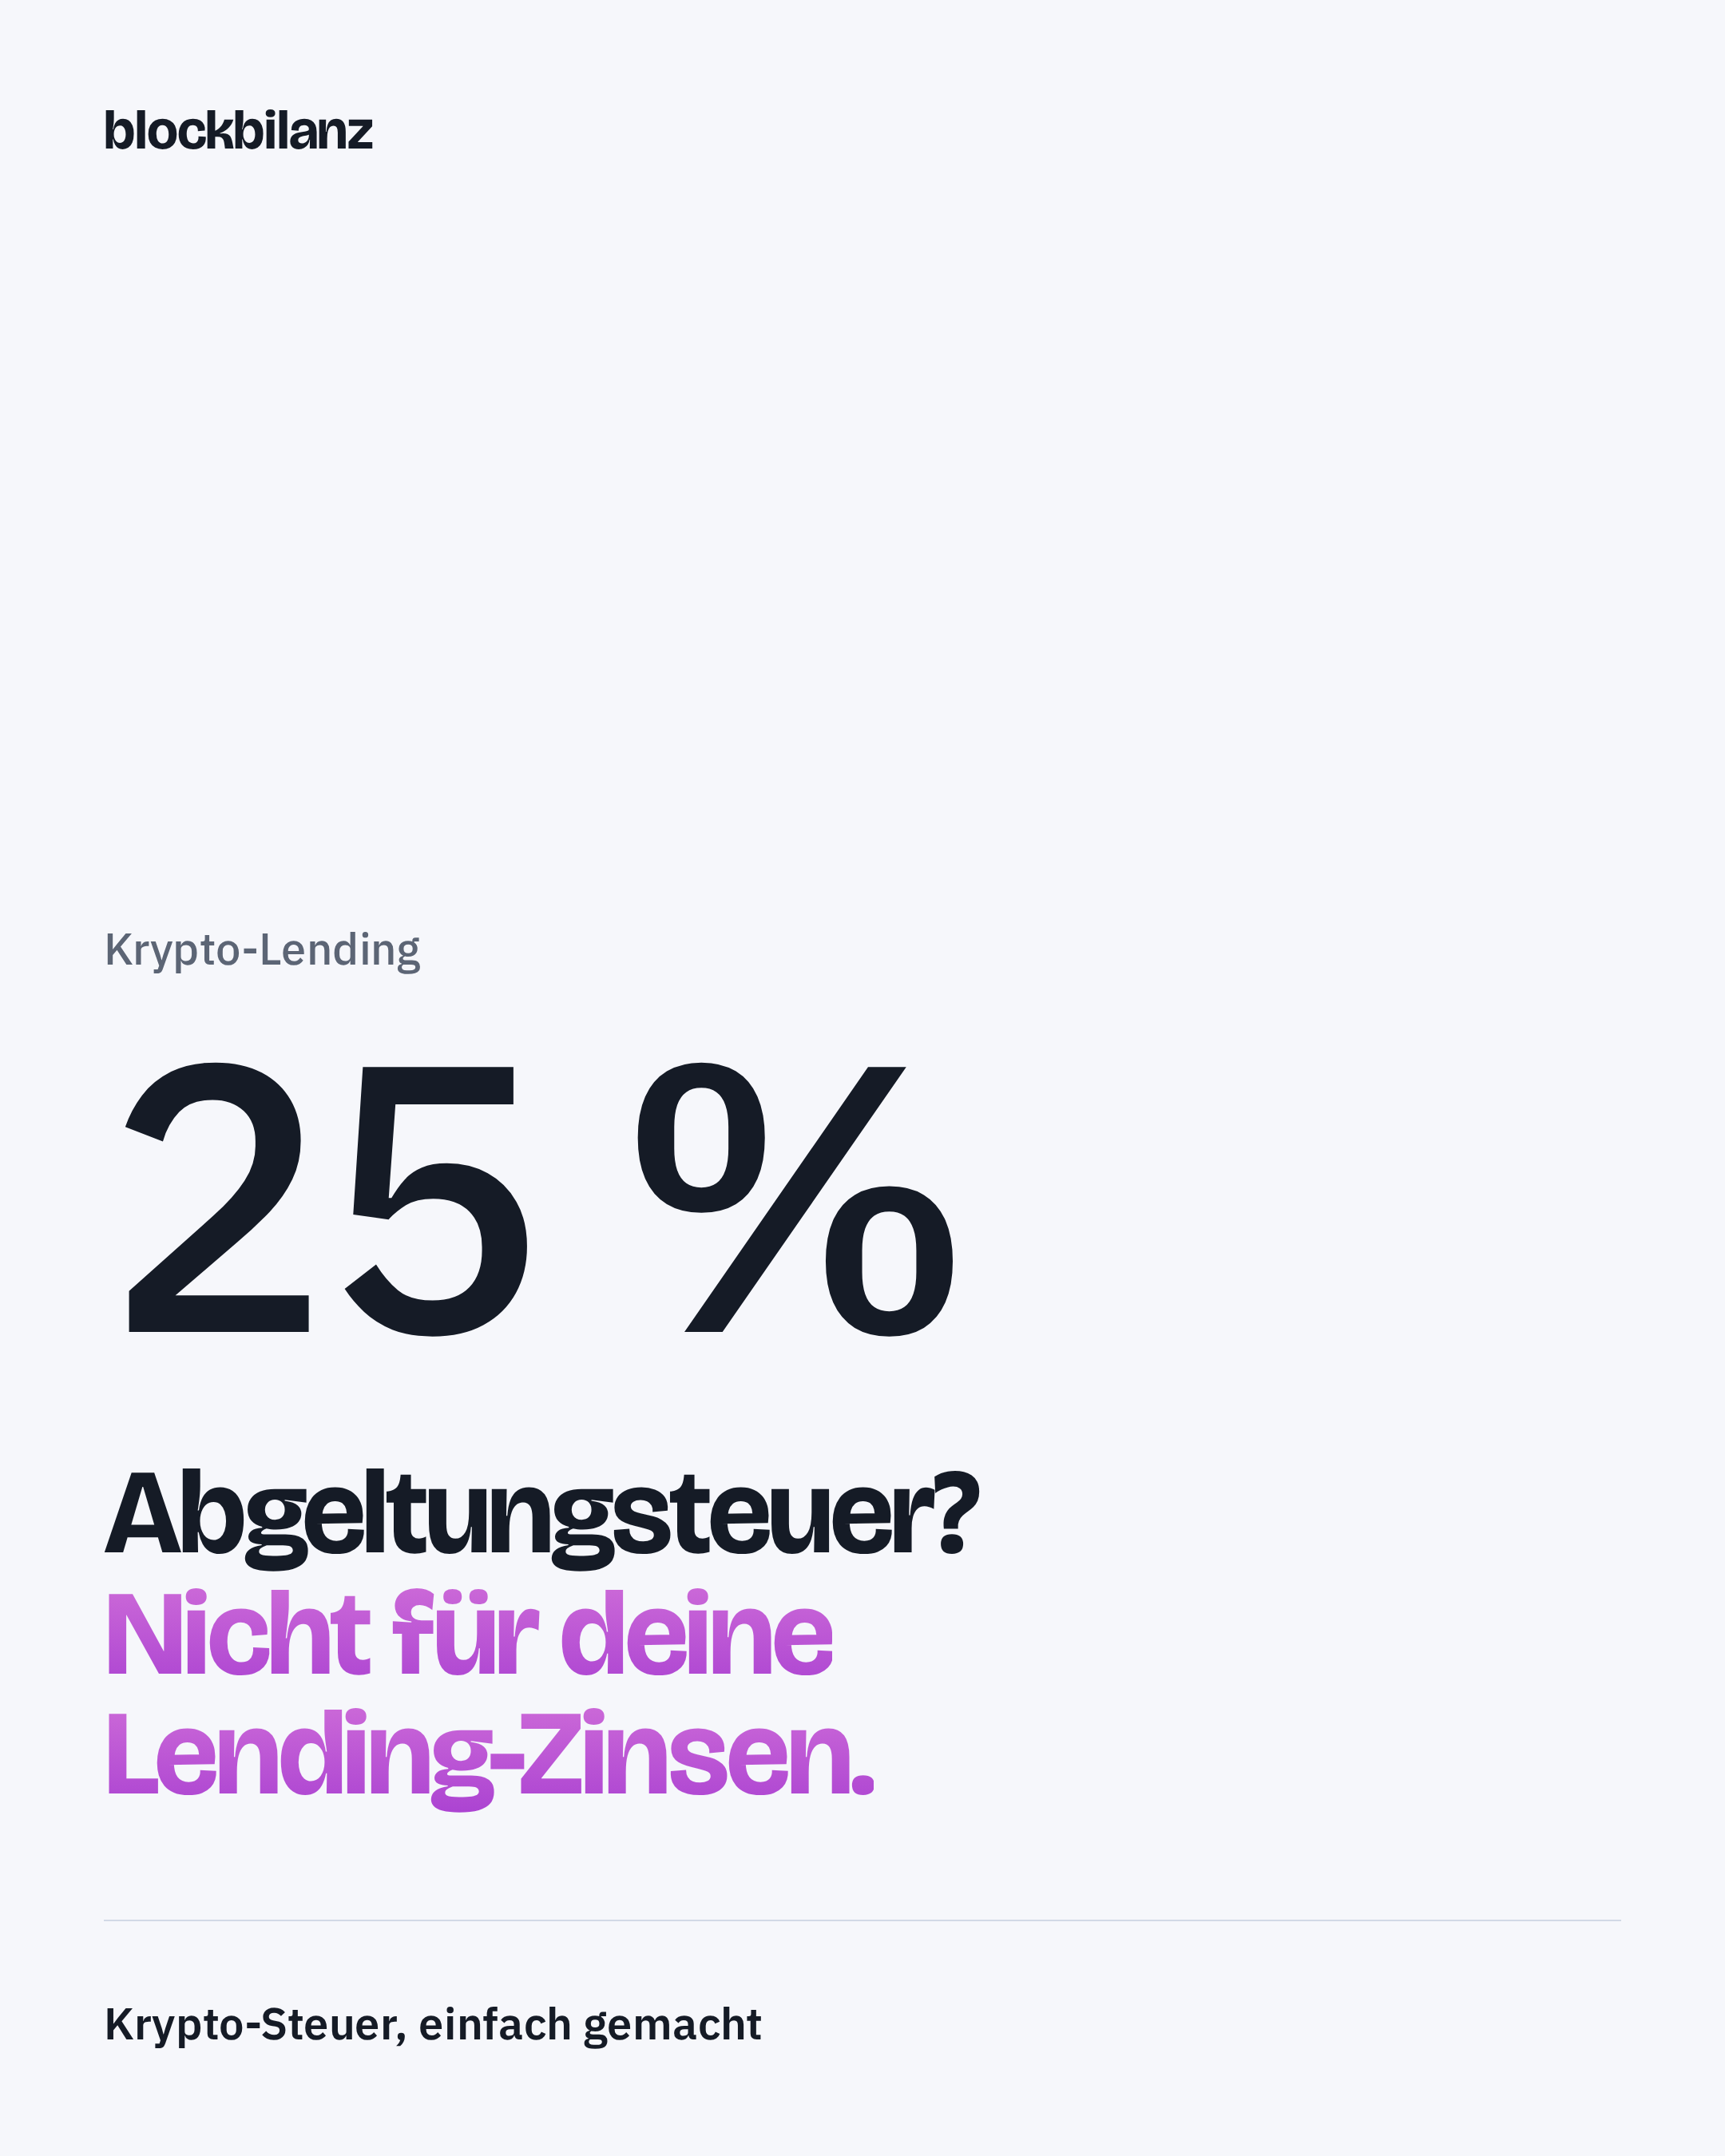 blockbilanz
Krypto-Lending
25 %
Abgeltungsteuer?
Nicht für deine
Lending-Zinsen.
Krypto-Steuer, einfach gemacht